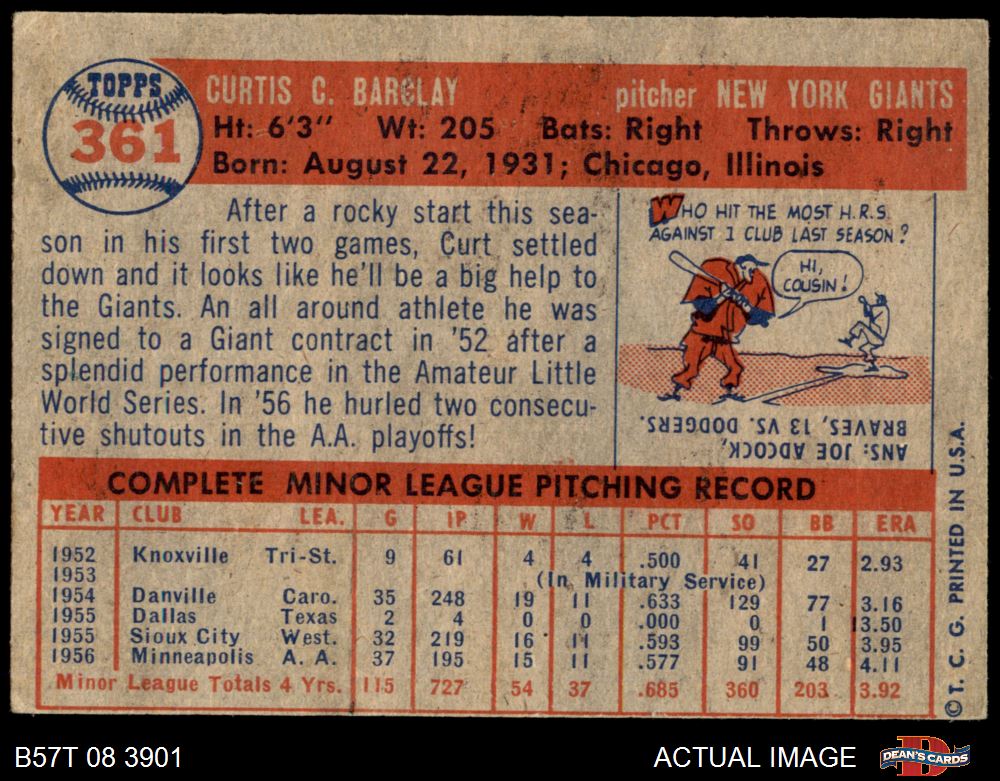 TOPPS
361
CURTIS C. BARCLAY pitcher NEW YORK GIANTS
Ht: 6'3" Wt: 205 Bats: Right Throws: Right
Born: August 22, 1931; Chicago, Illinois
After a rocky start this sea-
son in his first two games, Curt settled
down and it looks like he'll be a big help to
the Giants. An all around athlete he was
signed to a Giant contract in '52 after a
splendid performance in the Amateur Little
World Series. In '56 he hurled two consecu-
tive shutouts in the A.A. playoffs!
WHO HIT THE MOST H.R.S.
AGAINST 1 CLUB LAST SEASON?
HI,
COUSIN!
ANS: JOE ADCOCK,
BRAVES, 13 VS. DODGERS.
COMPLETE MINOR LEAGUE PITCHING RECORD
YEAR CLUB LEA. G IP W L PCT SO BB ERA
1952 Knoxville Tri-St. 9 61 4 4 .500 41 27 2.93
1953 (In Military Service)
1954 Danville Caro. 35 248 19 11 .633 129 77 3.16
1955 Dallas Texas 2 4 0 0 .000 0 1 13.50
1955 Sioux City West. 32 219 16 11 .593 99 50 3.95
1956 Minneapolis A. A. 37 195 15 11 .577 91 48 4.11
Minor League Totals 4 Yrs. 115 727 54 37 .685 360 203 3.92
©T. C. G. PRINTED IN U.S.A.
B57T 08 3901 ACTUAL IMAGE
DEAN'S CARDS